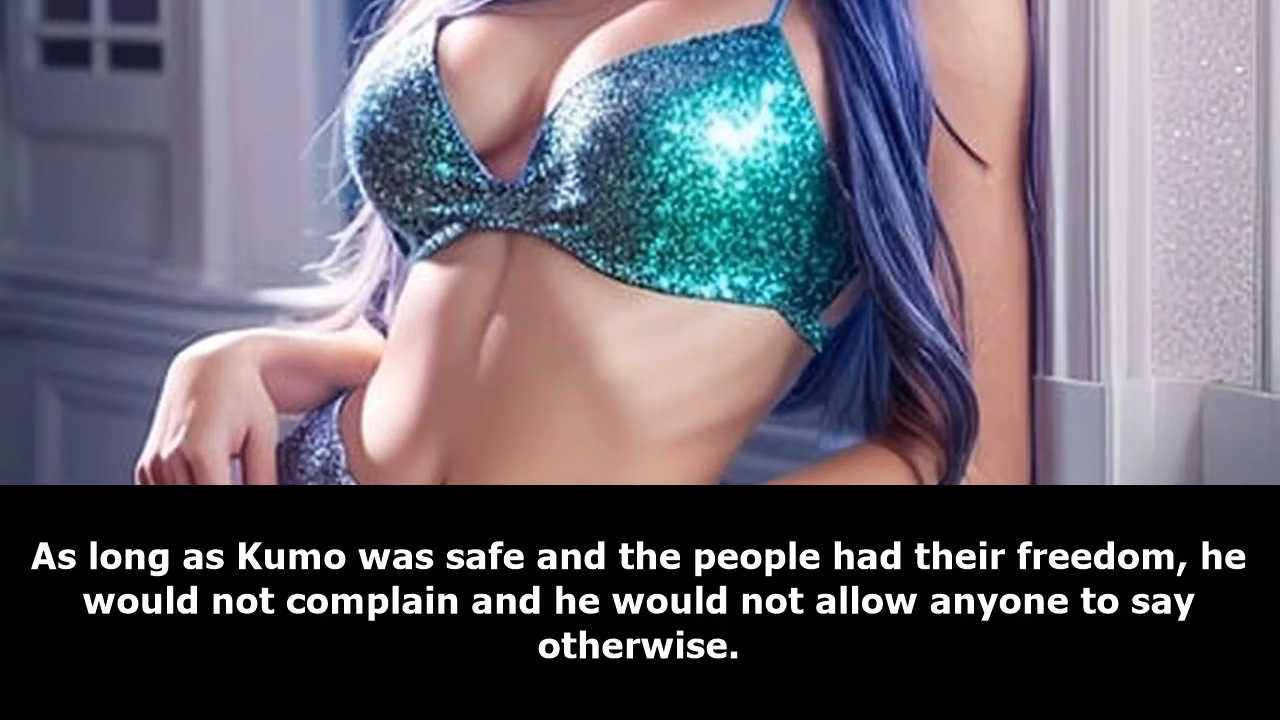 As long as Kumo was safe and the people had their freedom, he
would not complain and he would not allow anyone to say
otherwise.